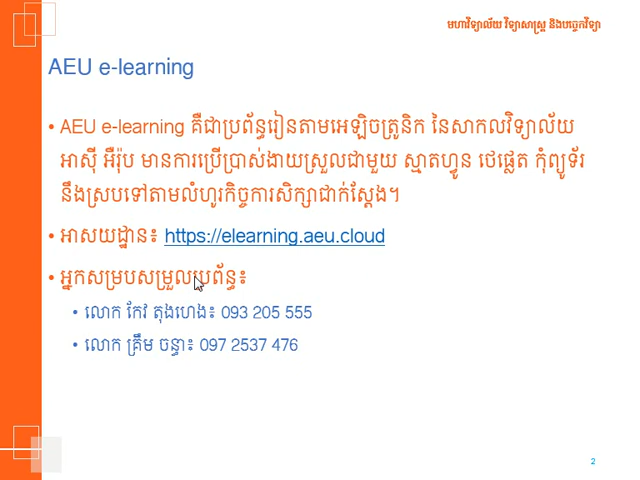 មហាវិទ្យាល័យ វិទ្យាសាស្ត្រ និងបច្ចេកវិទ្យា
AEU e-learning
• AEU e-learning គឺជាប្រព័ន្ធរៀនតាមអេឡិចត្រូនិក នៃសាកលវិទ្យាល័យ
អាស៊ី អឺរ៉ុប មានការប្រើប្រាស់ងាយស្រួលជាមួយ ស្មាតហ្វូន ថេផ្លេត កុំព្យូទ័រ
នឹងស្របទៅតាមលំហូរកិច្ចការសិក្សាជាក់ស្តែង។
• អាសយដ្ឋាន៖ https://elearning.aeu.cloud
• អ្នកសម្របសម្រួលប្រព័ន្ធ៖
• លោក កែវ តុងហេង៖ 093 205 555
• លោក គ្រឹម ចន្ធា៖ 097 2537 476
2